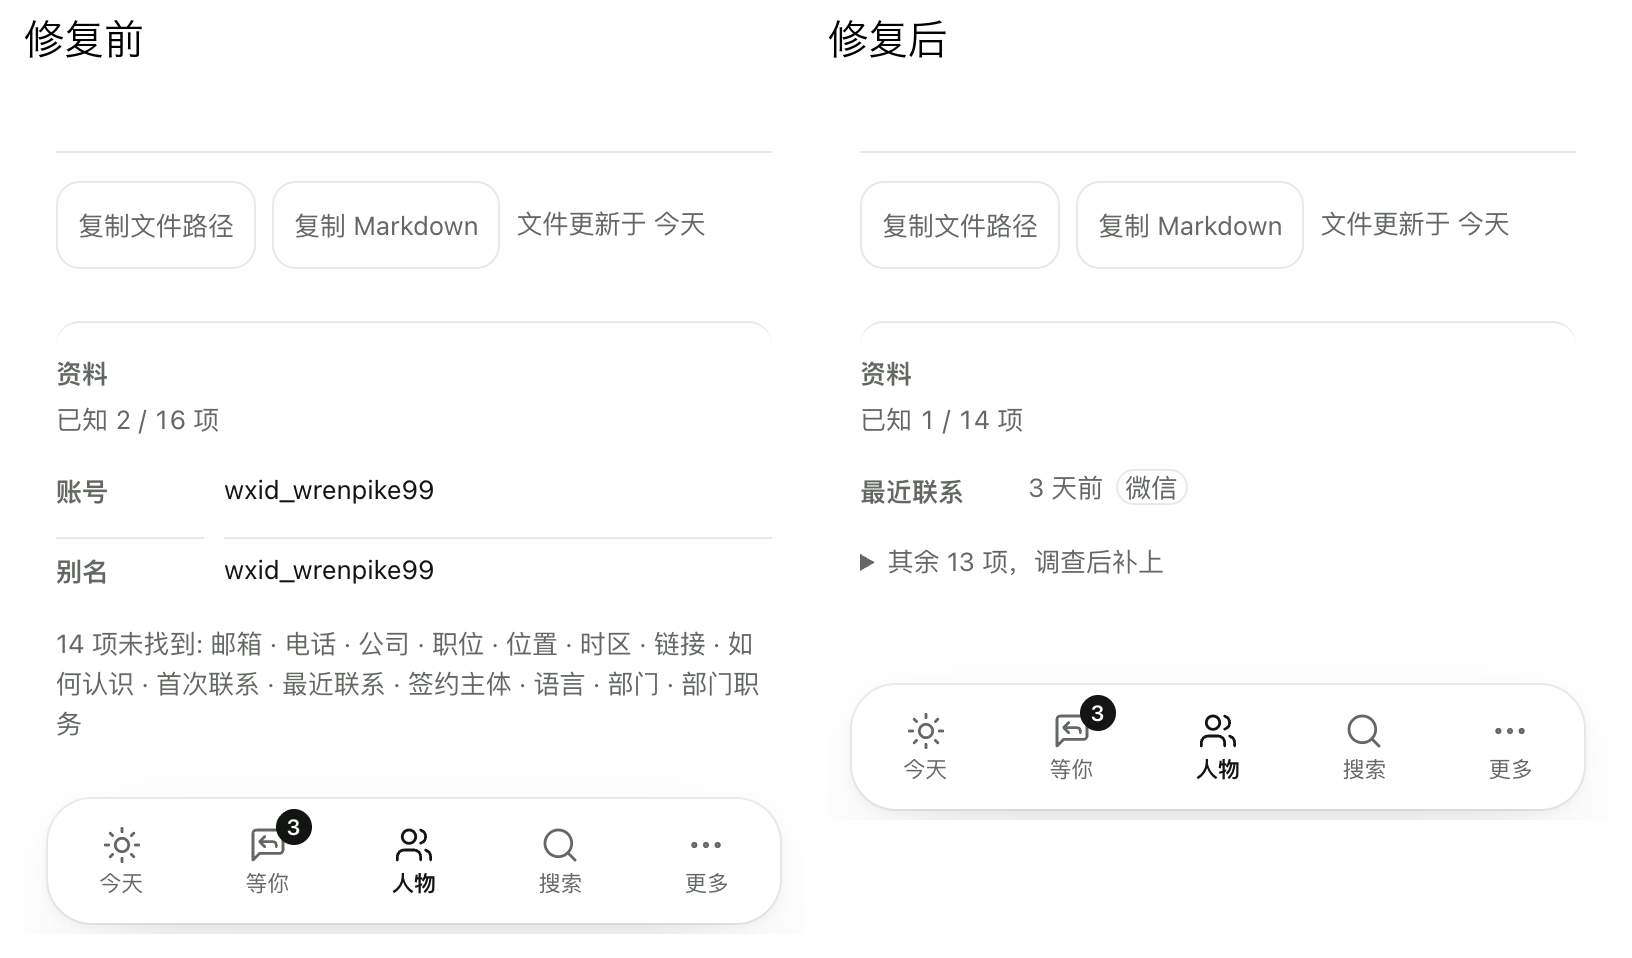 修复前
复制文件路径 复制 Markdown 文件更新于 今天
资料
已知 2 / 16 项
账号 wxid_wrenpike99
别名 wxid_wrenpike99
14 项未找到: 邮箱 · 电话 · 公司 · 职位 · 位置 · 时区 · 链接 · 如
何认识 · 首次联系 · 最近联系 · 签约主体 · 语言 · 部门 · 部门职
务
3
今天 等你 人物 搜索 更多
修复后
复制文件路径 复制 Markdown 文件更新于 今天
资料
已知 1 / 14 项
最近联系 3 天前 微信
其余 13 项，调查后补上
3
今天 等你 人物 搜索 更多